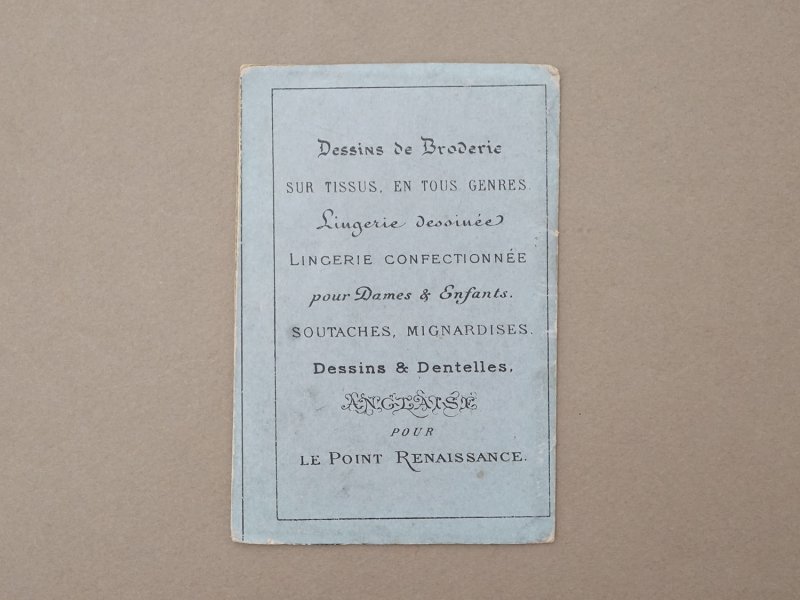 Dessins de Broderie
SUR TISSUS, EN TOUS GENRES.
Lingerie dessinée
LINGERIE CONFECTIONNÉE
pour Dames & Enfants.
SOUTACHES, MIGNARDISES.
Dessins & Dentelles,
ANGLAISE
POUR
LE POINT RENAISSANCE.